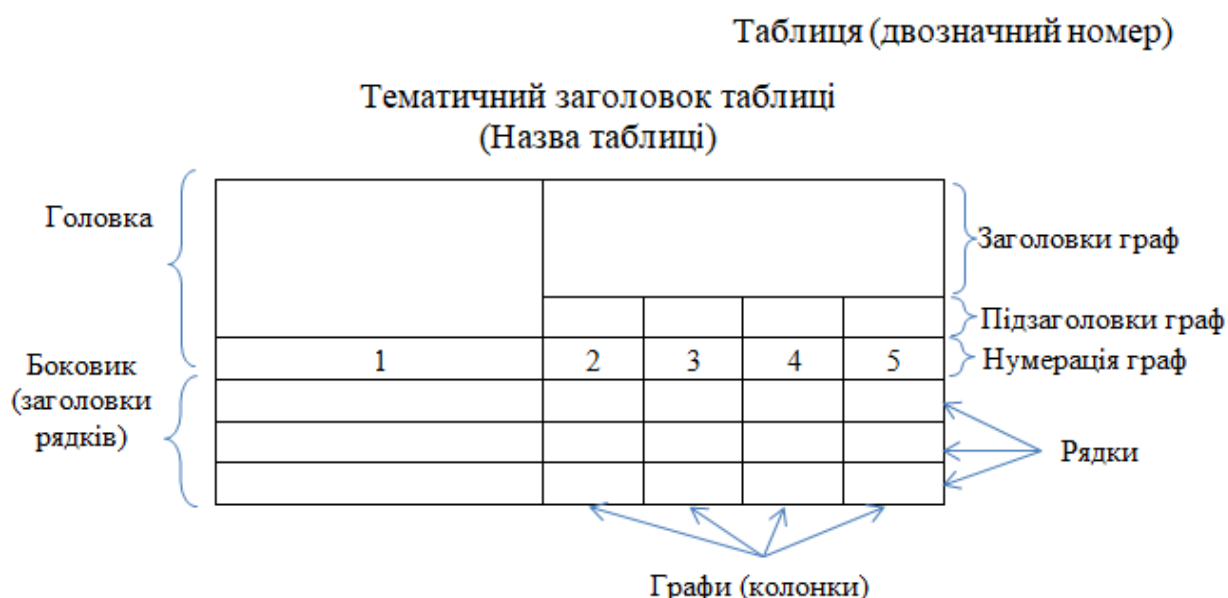 Таблиця (двозначний номер)
Тематичний заголовок таблиці
(Назва таблиці)
Головка
Заголовки граф
Підзаголовки граф
1 2 3 4 5
Нумерація граф
Боковик
(заголовки
рядків)
Рядки
Графи (колонки)